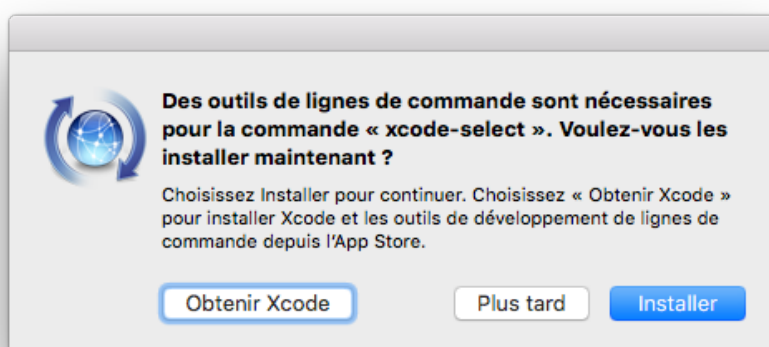 Des outils de lignes de commande sont nécessaires
pour la commande « xcode-select ». Voulez-vous les
installer maintenant ?
Choisissez Installer pour continuer. Choisissez « Obtenir Xcode »
pour installer Xcode et les outils de développement de lignes de
commande depuis l'App Store.
Obtenir Xcode
Plus tard
Installer